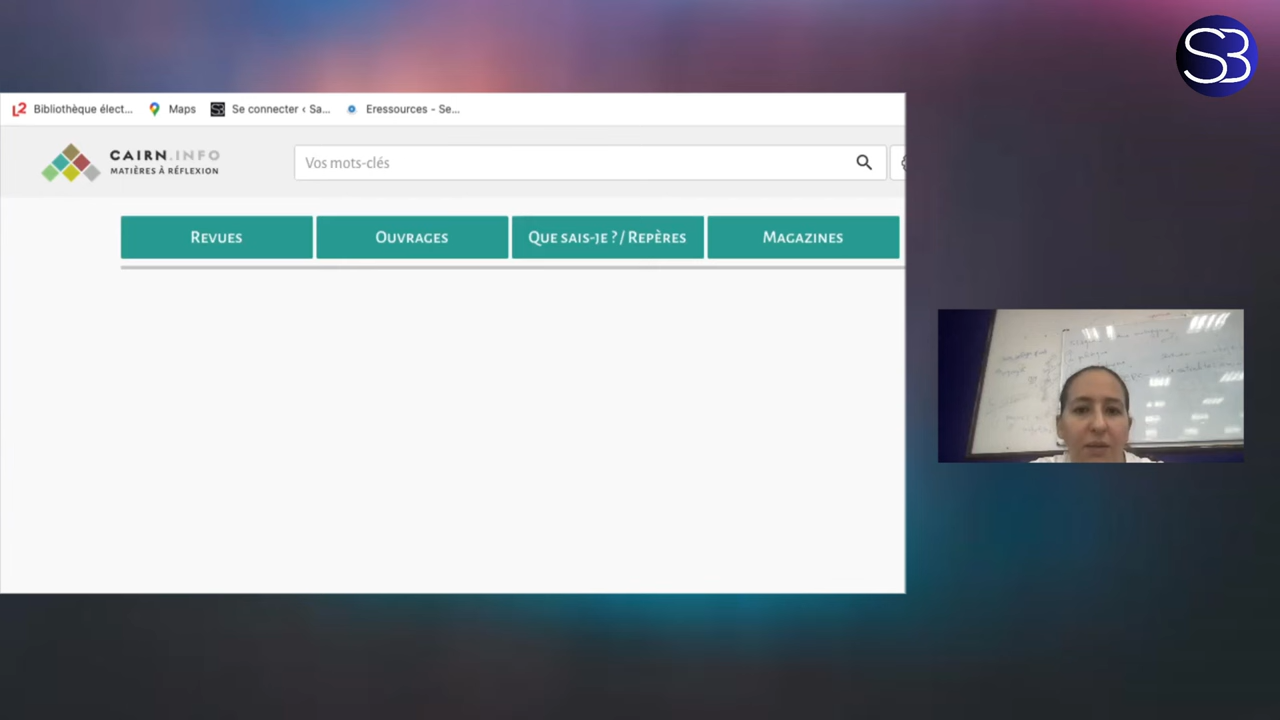 SB
Bibliothèque élect...
Maps
Se connecter ‹ Sa...
Eressources - Se...
CAIRN.INFO
MATIÈRES À RÉFLEXION
Vos mots-clés
REVUES
OUVRAGES
QUE SAIS-JE ? / REPÈRES
MAGAZINES